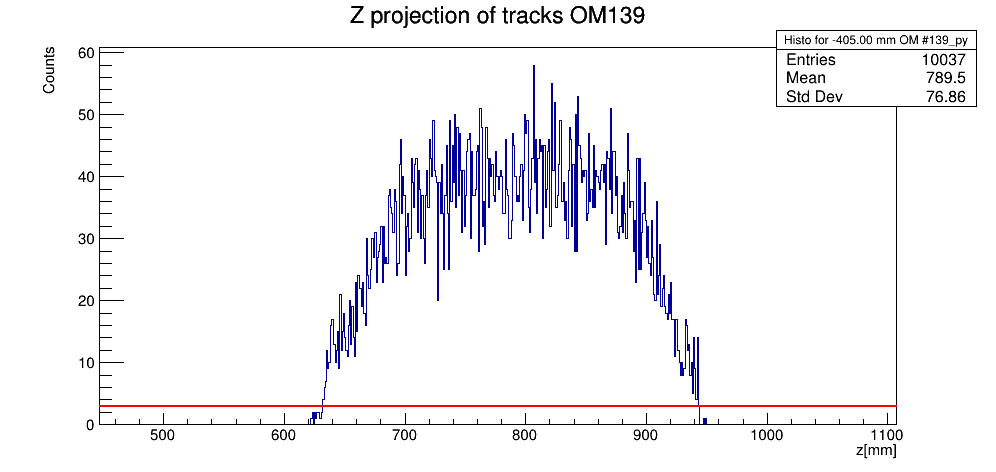 Z projection of tracks OM139
Histo for -405.00 mm OM #139_py
Entries 10037
Mean 789.5
Std Dev 76.86
Counts
60
50
40
30
20
10
0
500 600 700 800 900 1000 1100
z[mm]